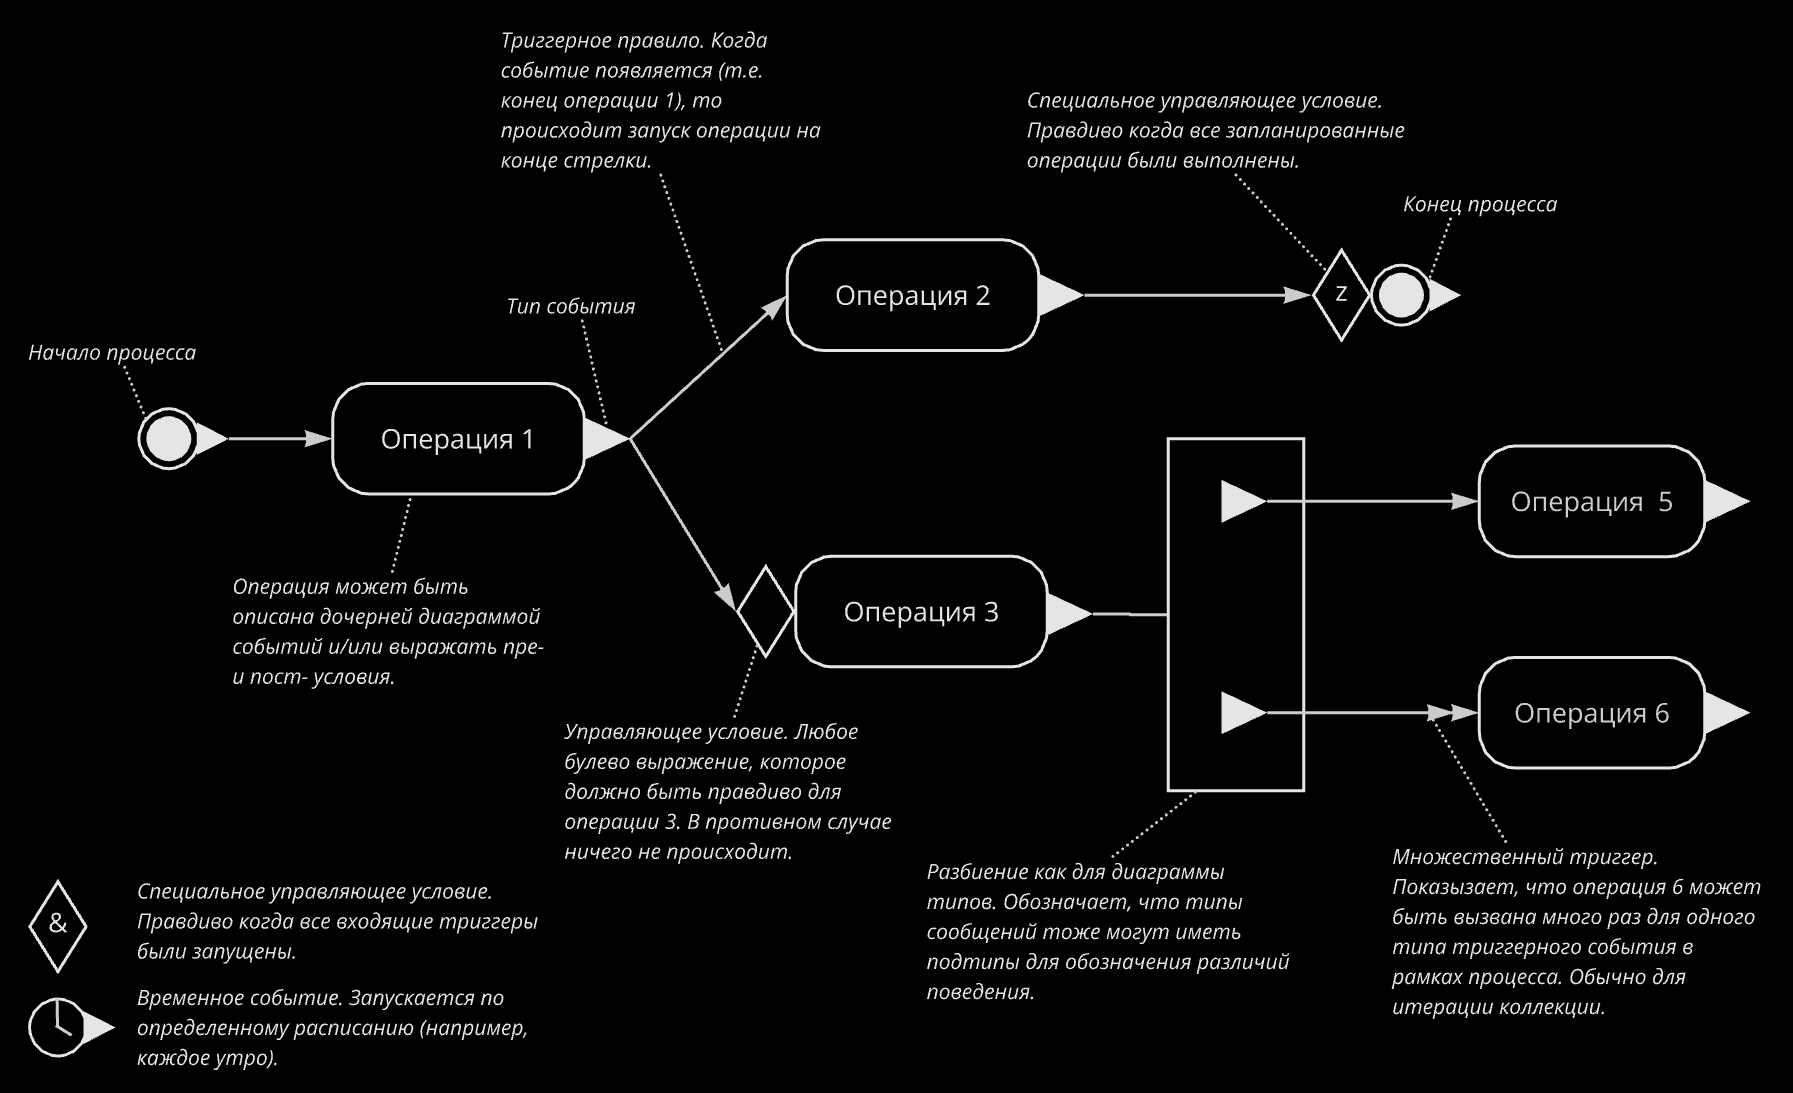 Триггерное правило. Когда
событие появляется (т.е.
конец операции 1), то
происходит запуск операции на
конце стрелки.
Специальное управляющее условие.
Правдиво когда все запланированные
операции были выполнены.
Конец процесса
Операция 2
Z
Тип события
Начало процесса
Операция 1
Операция 5
Операция может быть
описана дочерней диаграммой
событий и/или выражать пре-
и пост- условия.
Операция 3
Операция 6
Управляющее условие. Любое
булево выражение, которое
должно быть правдиво для
операции 3. В противном случае
ничего не происходит.
Разбиение как для диаграммы
типов. Обозначает, что типы
сообщений тоже могут иметь
подтипы для обозначения различий
поведения.
Множественный триггер.
Показызает, что операция 6 может
быть вызвана много раз для одного
типа триггерного события в
рамках процесса. Обычно для
итерации коллекции.
&
Специальное управляющее условие.
Правдиво когда все входящие триггеры
были запущены.
Временное событие. Запускается по
определенному расписанию (например,
каждое утро).